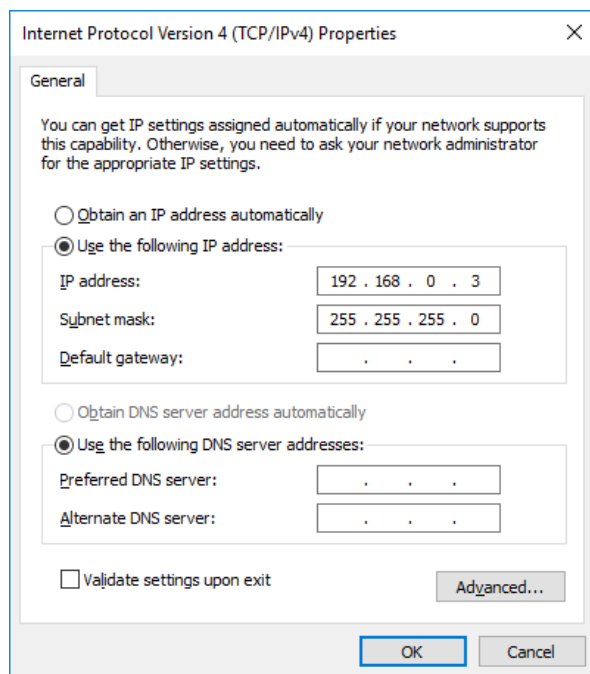 Internet Protocol Version 4 (TCP/IPv4) Properties
General
You can get IP settings assigned automatically if your network supports
this capability. Otherwise, you need to ask your network administrator
for the appropriate IP settings.
Obtain an IP address automatically
Use the following IP address:
IP address: 192 . 168 . 0 . 3
Subnet mask: 255 . 255 . 255 . 0
Default gateway: . . .
Obtain DNS server address automatically
Use the following DNS server addresses:
Preferred DNS server: . . .
Alternate DNS server: . . .
Validate settings upon exit
Advanced...
OK Cancel